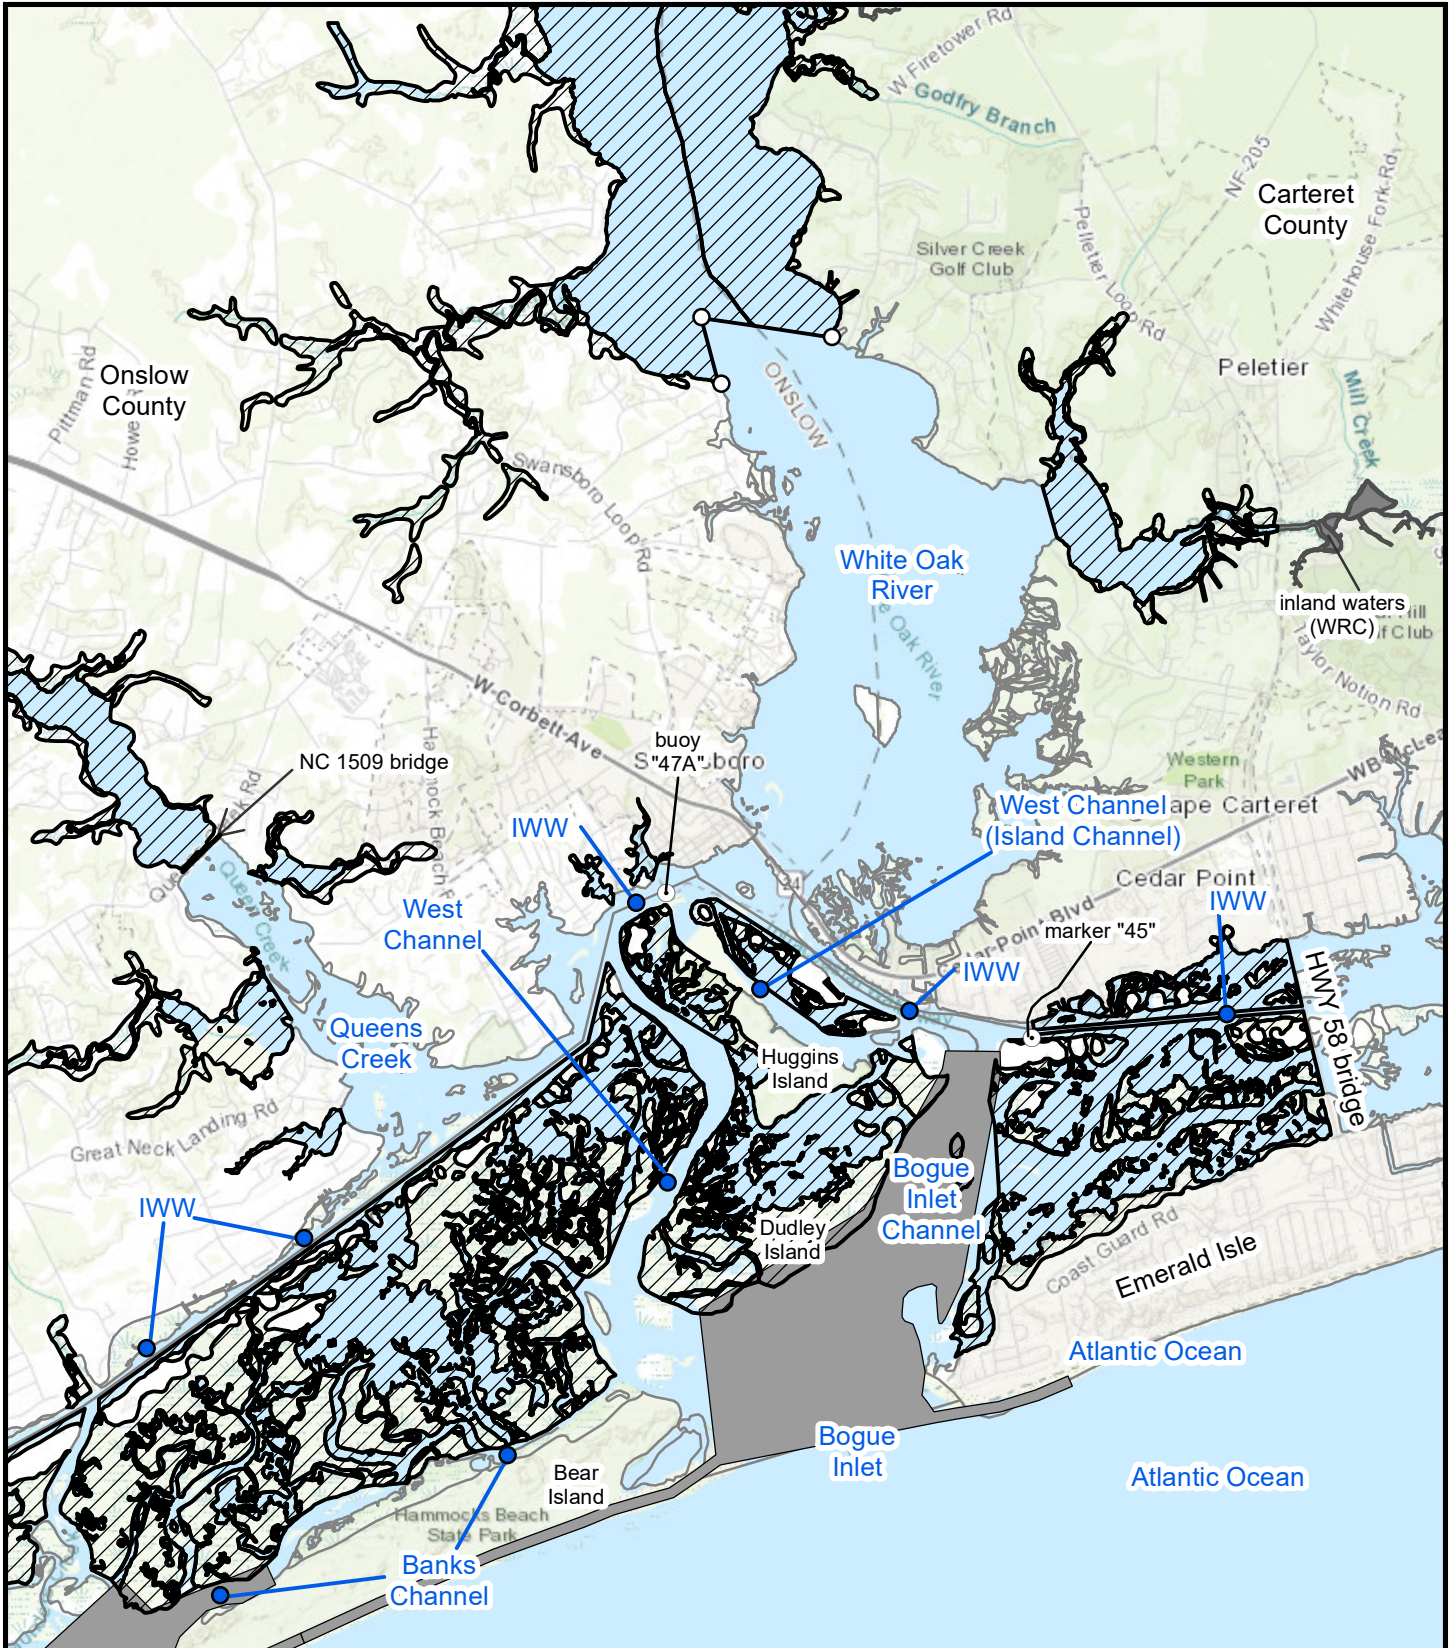 W Firetower Rd
Godfry Branch
NF-205
Carteret
County
Whitehouse Fork Rd
Pelletier Loop Rd
Silver Creek
Golf Club
Peletier
Mill Creek
Onslow
County
Pittman Rd
ONSLOW
Swansboro Loop Rd
White Oak
River
inland waters
(WRC)
Taylor Notion Rd
W-Corbett-Ave
buoy
"47A"
NC 1509 bridge
Western
Park
West Channel
(Island Channel)
IWW
24
Cedar Point
IWW
West
Channel
marker "45"
IWW
Queens
Creek
HWY 58 bridge
Huggins
Island
Great Neck Landing Rd
Bogue
Inlet
Channel
IWW
Dudley
Island
Coast Guard Rd
Emerald Isle
Atlantic Ocean
Bogue
Inlet
Atlantic Ocean
Bear
Island
Hammocks Beach
State Park
Banks
Channel